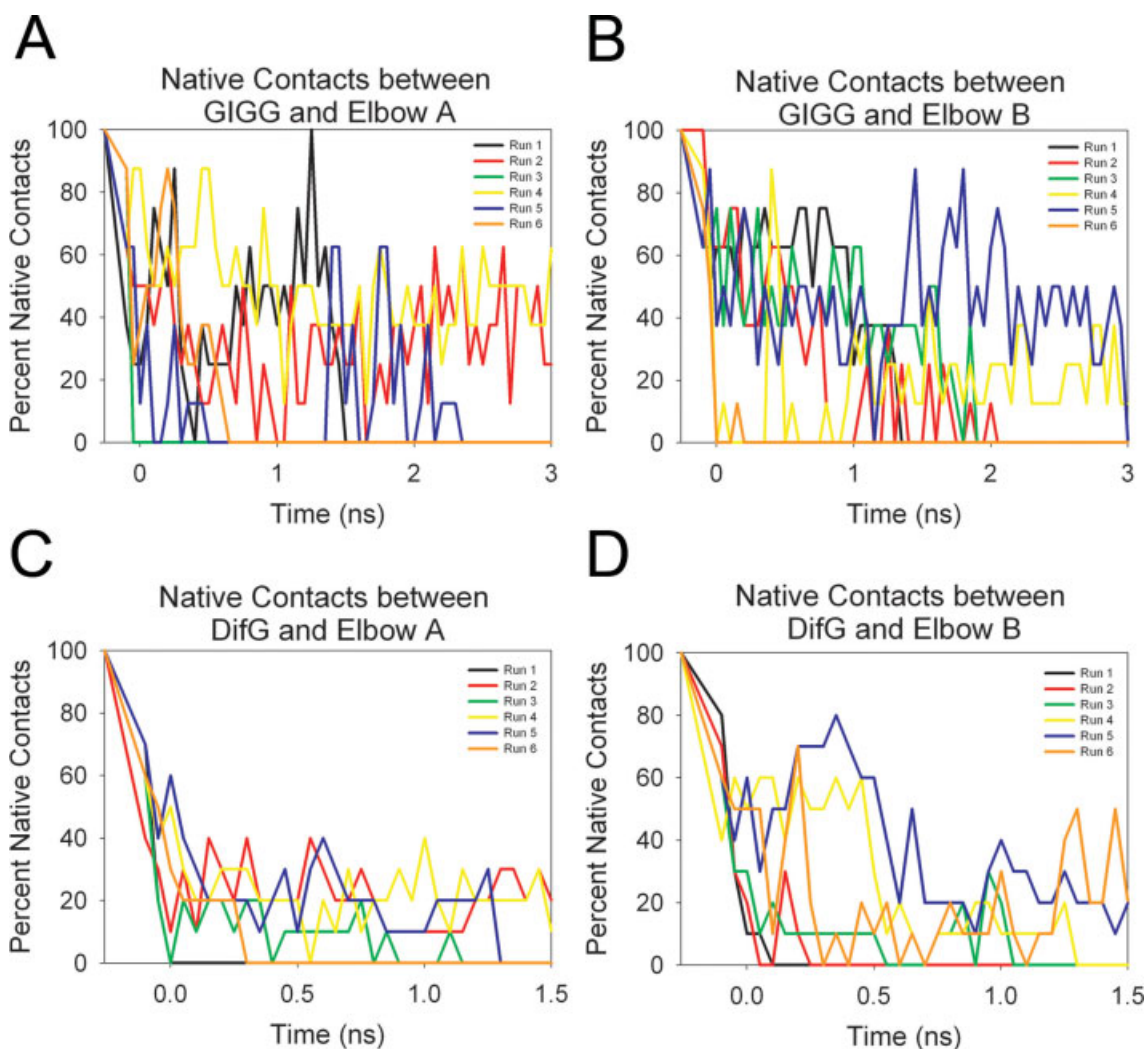 A
Native Contacts between
GIGG and Elbow A
Percent Native Contacts
100
80
60
40
20
0
Run 1
Run 2
Run 3
Run 4
Run 5
Run 6
0 1 2 3
Time (ns)
B
Native Contacts between
GIGG and Elbow B
Percent Native Contacts
100
80
60
40
20
0
Run 1
Run 2
Run 3
Run 4
Run 5
Run 6
0 1 2 3
Time (ns)
C
Native Contacts between
DifG and Elbow A
Percent Native Contacts
100
80
60
40
20
0
Run 1
Run 2
Run 3
Run 4
Run 5
Run 6
0.0 0.5 1.0 1.5
Time (ns)
D
Native Contacts between
DifG and Elbow B
Percent Native Contacts
100
80
60
40
20
0
Run 1
Run 2
Run 3
Run 4
Run 5
Run 6
0.0 0.5 1.0 1.5
Time (ns)